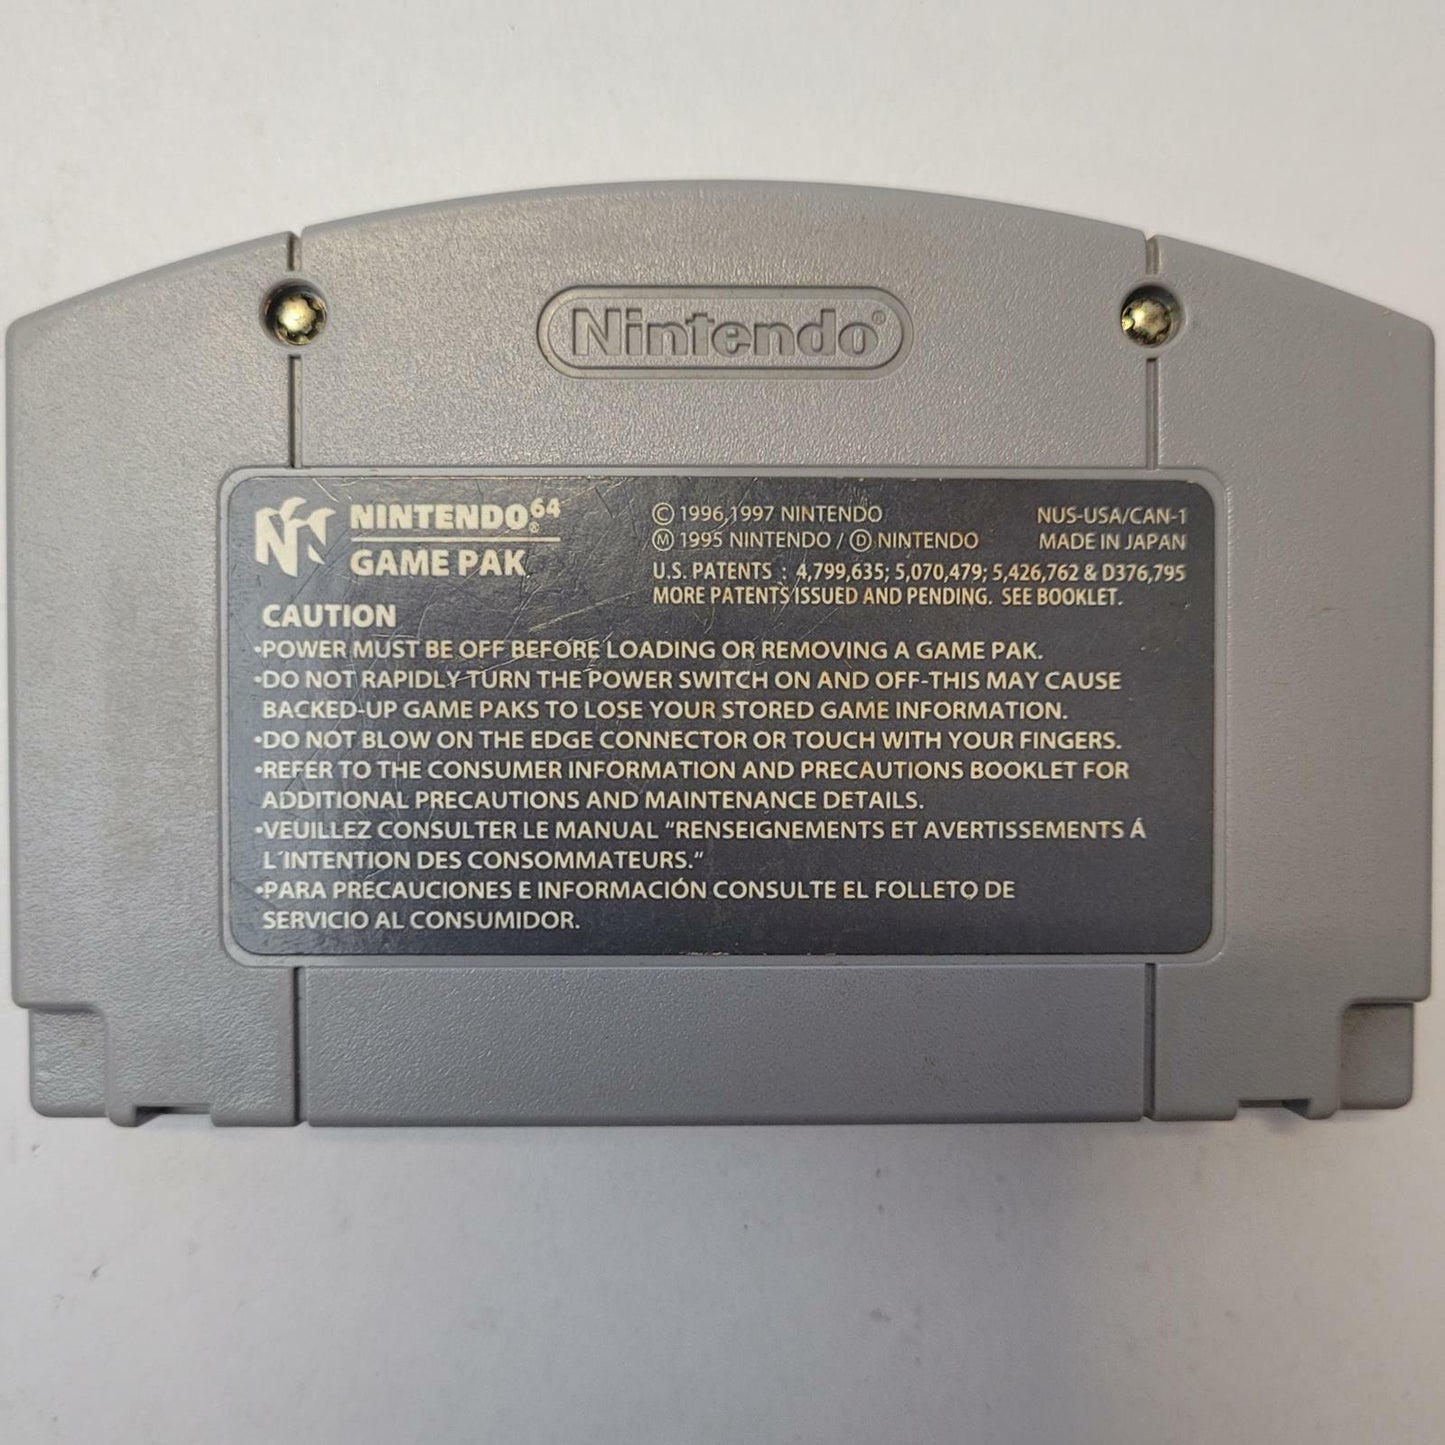 Nintendo®
NINTENDO64®
GAME PAK
© 1996,1997 NINTENDO
Ⓜ 1995 NINTENDO / Ⓓ NINTENDO
NUS-USA/CAN-1
MADE IN JAPAN
U.S. PATENTS : 4,799,635; 5,070,479; 5,426,762 & D376,795
MORE PATENTS ISSUED AND PENDING. SEE BOOKLET.
CAUTION
•POWER MUST BE OFF BEFORE LOADING OR REMOVING A GAME PAK.
•DO NOT RAPIDLY TURN THE POWER SWITCH ON AND OFF-THIS MAY CAUSE
BACKED-UP GAME PAKS TO LOSE YOUR STORED GAME INFORMATION.
•DO NOT BLOW ON THE EDGE CONNECTOR OR TOUCH WITH YOUR FINGERS.
•REFER TO THE CONSUMER INFORMATION AND PRECAUTIONS BOOKLET FOR
ADDITIONAL PRECAUTIONS AND MAINTENANCE DETAILS.
•VEUILLEZ CONSULTER LE MANUAL "RENSEIGNEMENTS ET AVERTISSEMENTS Á
L'INTENTION DES CONSOMMATEURS."
•PARA PRECAUCIONES E INFORMACIÓN CONSULTE EL FOLLETO DE
SERVICIO AL CONSUMIDOR.